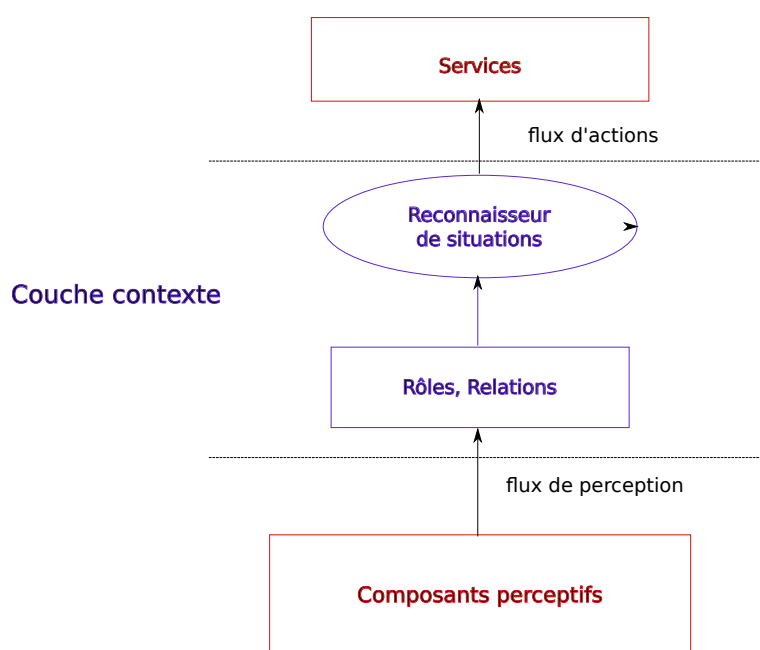 Services
flux d'actions
Reconnaisseur
de situations
Couche contexte
Rôles, Relations
flux de perception
Composants perceptifs